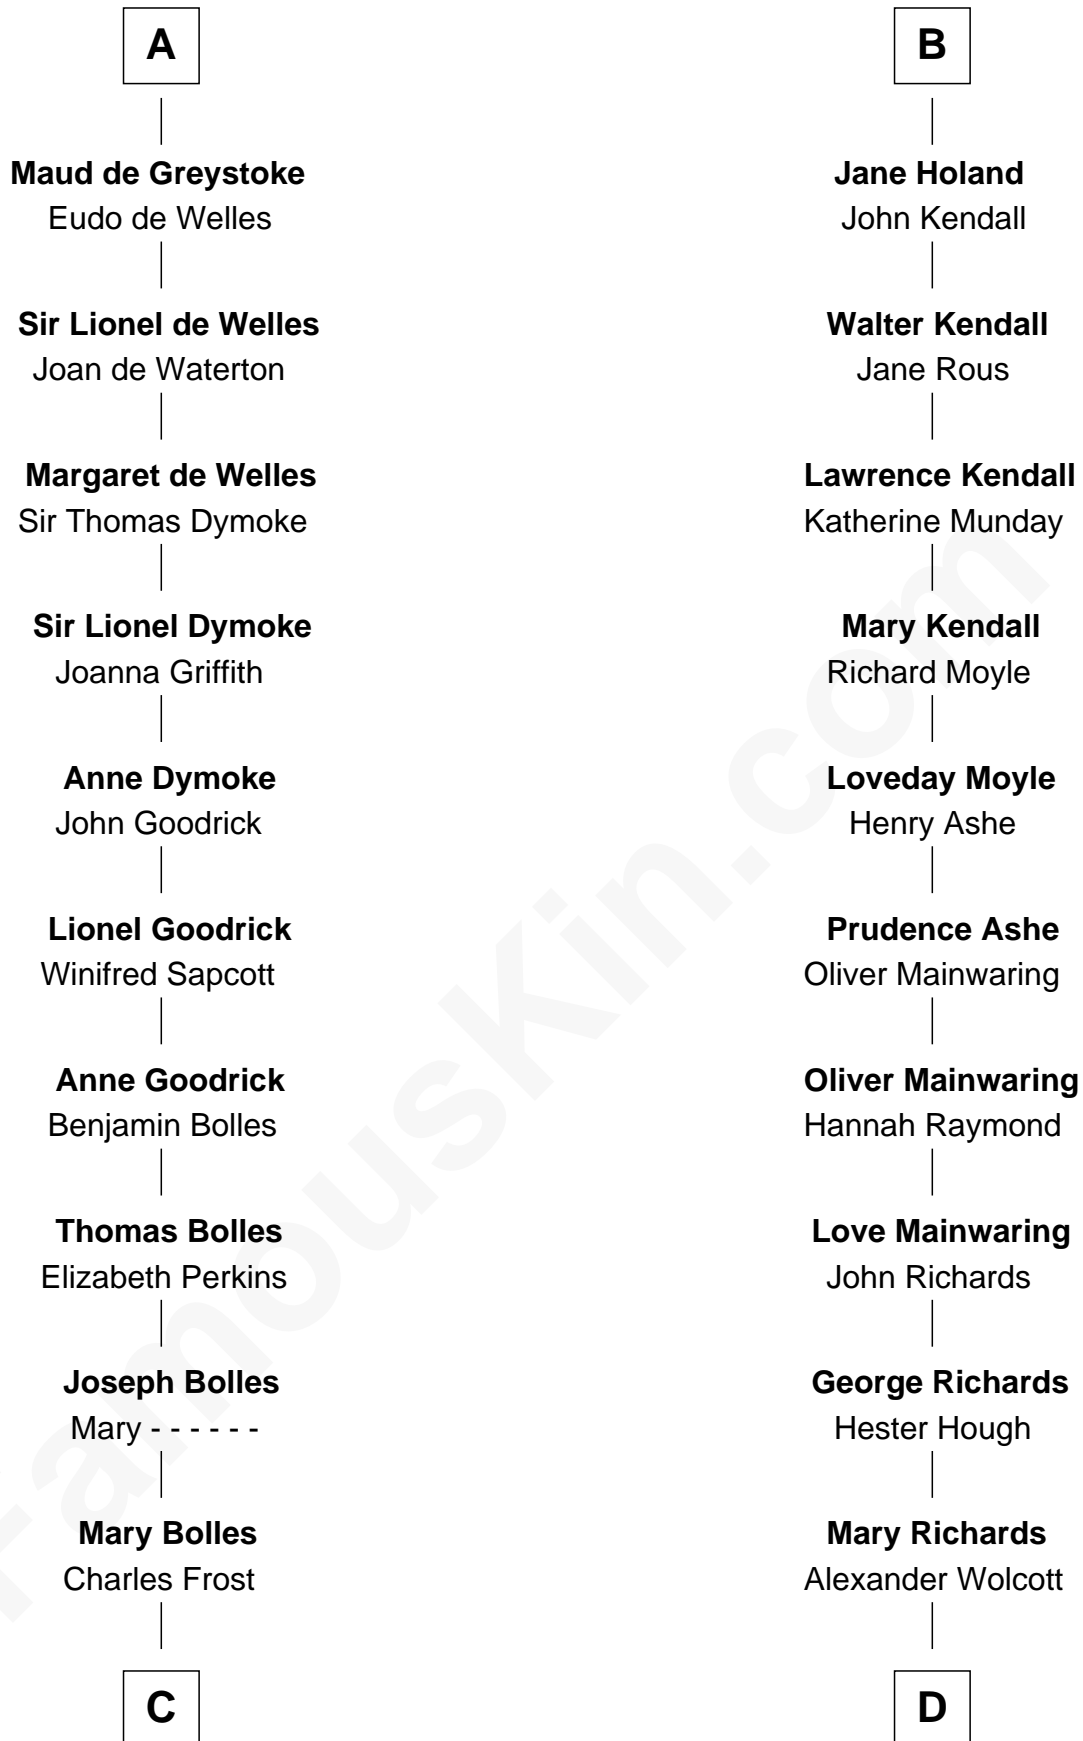 A
Maud de Greystoke
Eudo de Welles
Sir Lionel de Welles
Joan de Waterton
Margaret de Welles
Sir Thomas Dymoke
Sir Lionel Dymoke
Joanna Griffith
Anne Dymoke
John Goodrick
Lionel Goodrick
Winifred Sapcott
Anne Goodrick
Benjamin Bolles
Thomas Bolles
Elizabeth Perkins
Joseph Bolles
Mary - - - - - -
Mary Bolles
Charles Frost
C
B
Jane Holand
John Kendall
Walter Kendall
Jane Rous
Lawrence Kendall
Katherine Munday
Mary Kendall
Richard Moyle
Loveday Moyle
Henry Ashe
Prudence Ashe
Oliver Mainwaring
Oliver Mainwaring
Hannah Raymond
Love Mainwaring
John Richards
George Richards
Hester Hough
Mary Richards
Alexander Wolcott
D
FamousKin.com